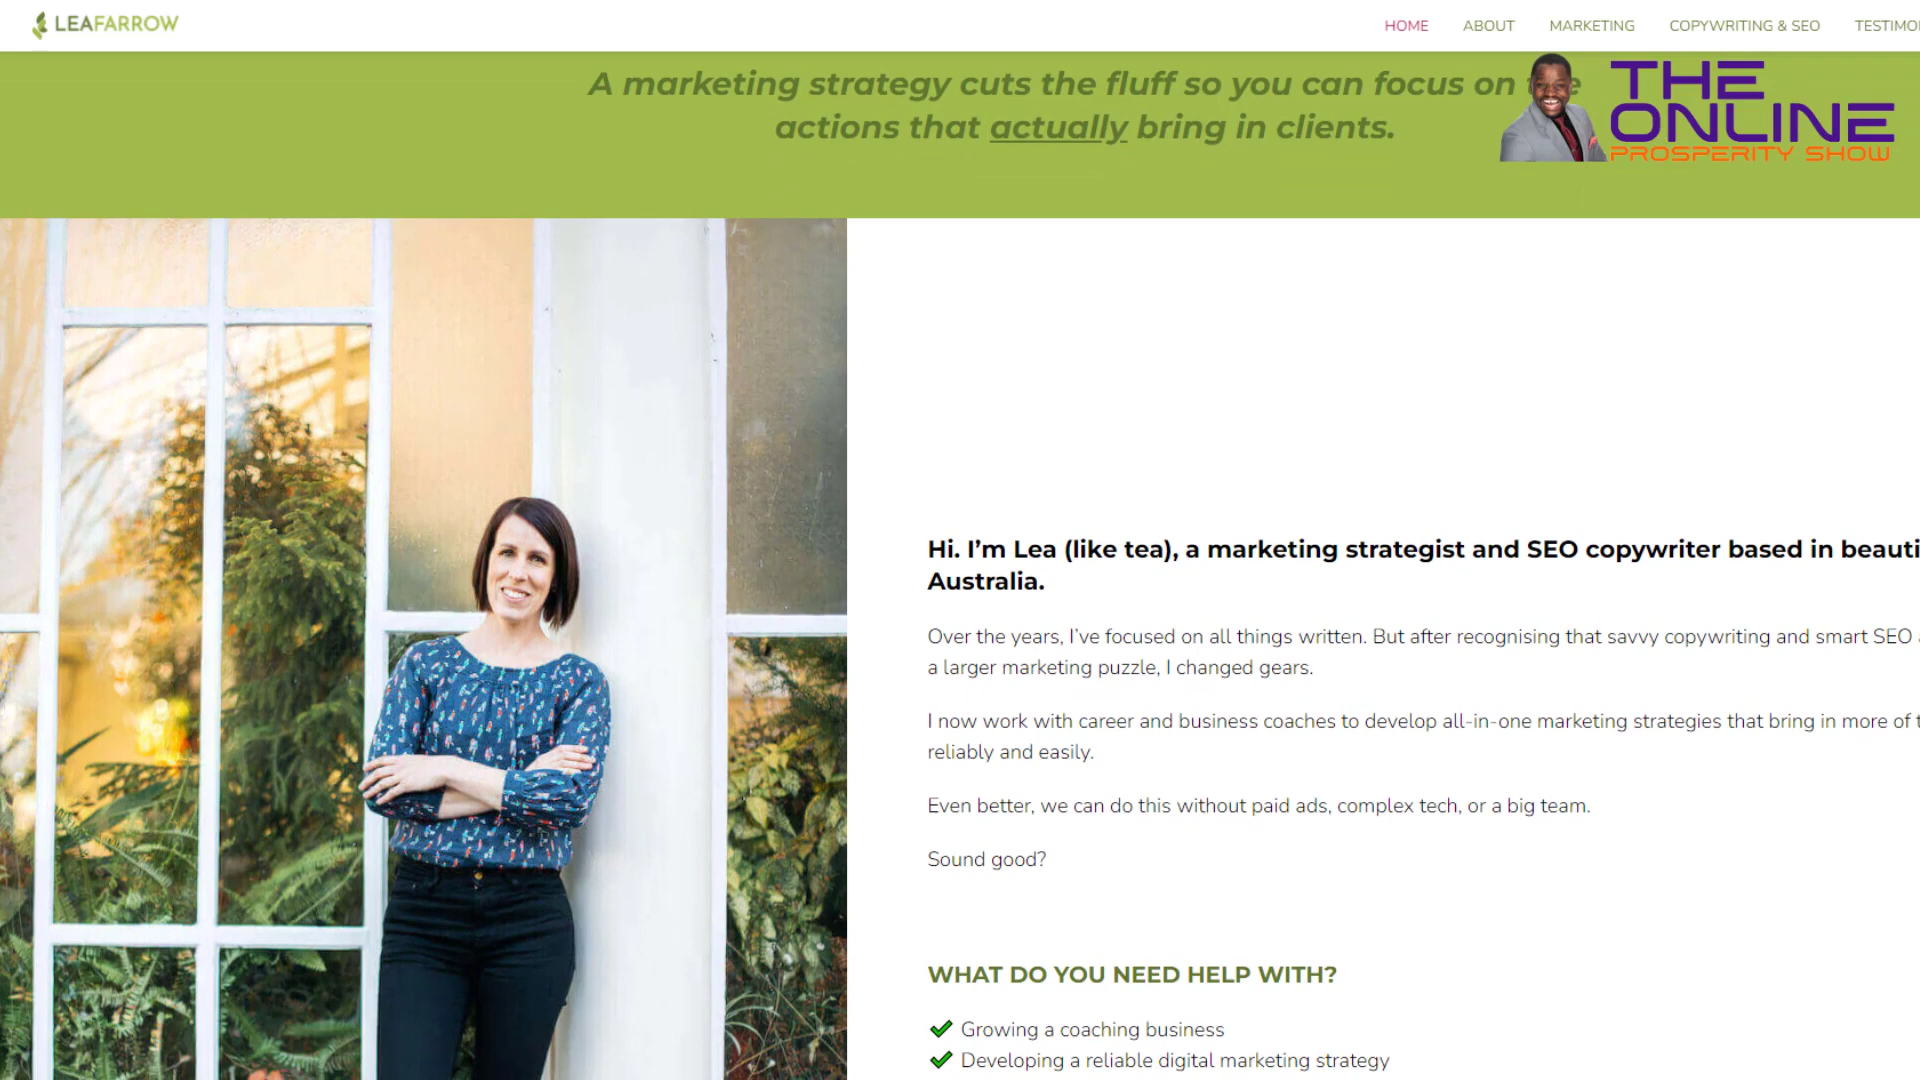 LEAFARROW
HOME ABOUT MARKETING COPYWRITING & SEO
A marketing strategy cuts the fluff so you can focus on
actions that actually bring in clients.
THE
ONLINE
PROSPERITY SHOW
Hi. I'm Lea (like tea), a marketing strategist and SEO copywriter based in
Australia.
Over the years, I've focused on all things written. But after recognising that savvy copywriting and smart SEO
a larger marketing puzzle, I changed gears.
I now work with career and business coaches to develop all-in-one marketing strategies that bring in more of
reliably and easily.
Even better, we can do this without paid ads, complex tech, or a big team.
Sound good?
WHAT DO YOU NEED HELP WITH?
Growing a coaching business
Developing a reliable digital marketing strategy